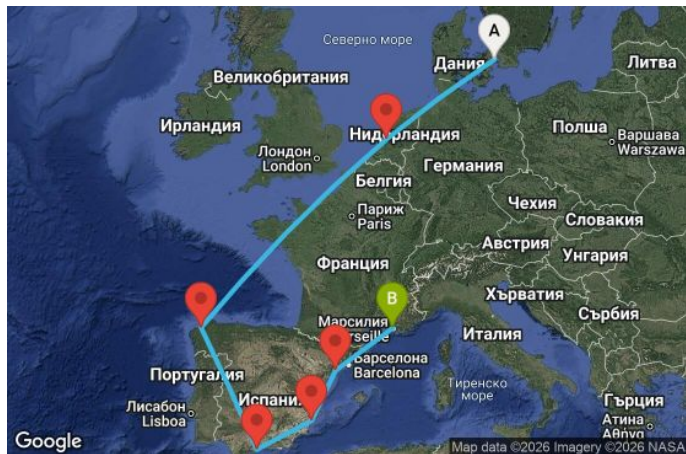 A
Северно море
Дания
Литва
Великобритания
Ирландия
Нидерландия
Полша
Варшава
Warszawa
Лондон
London
Белгия
Германия
Чехия
Париж
Paris
Словакия
Австрия
Унгария
Франция
B
Хърватия
Сърбия
Марсилия
Италия
Барселона
Barcelona
Португалия
Испания
Тиренско
море
Гърция
Лисабон
Lisboa
Атина
Αθήνα
Google
Map data ©2026 Imagery ©2026 NASA